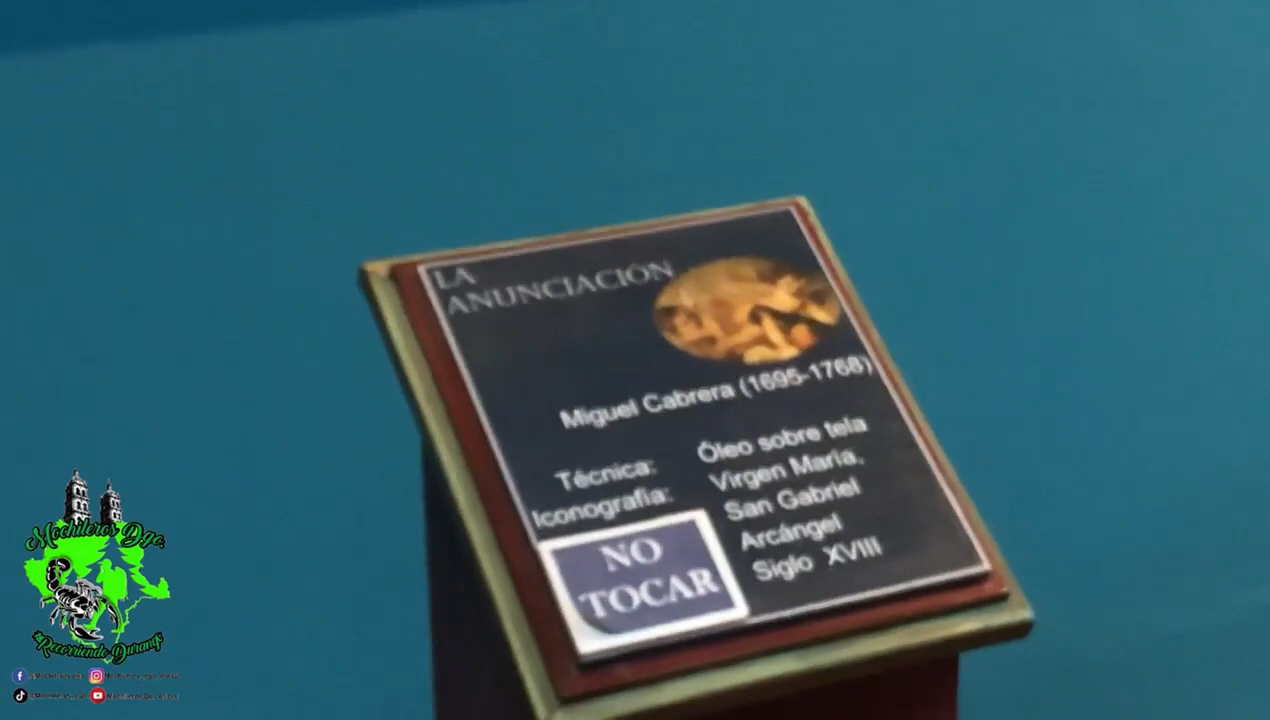 LA
ANUNCIACIÓN
Miguel Cabrera (1695-1768)
Técnica: Óleo sobre tela
Iconografía: Virgen María,
San Gabriel
Arcángel
Siglo XVIII
NO
TOCAR
Mochileros Dgo.
Recorriendo Durango